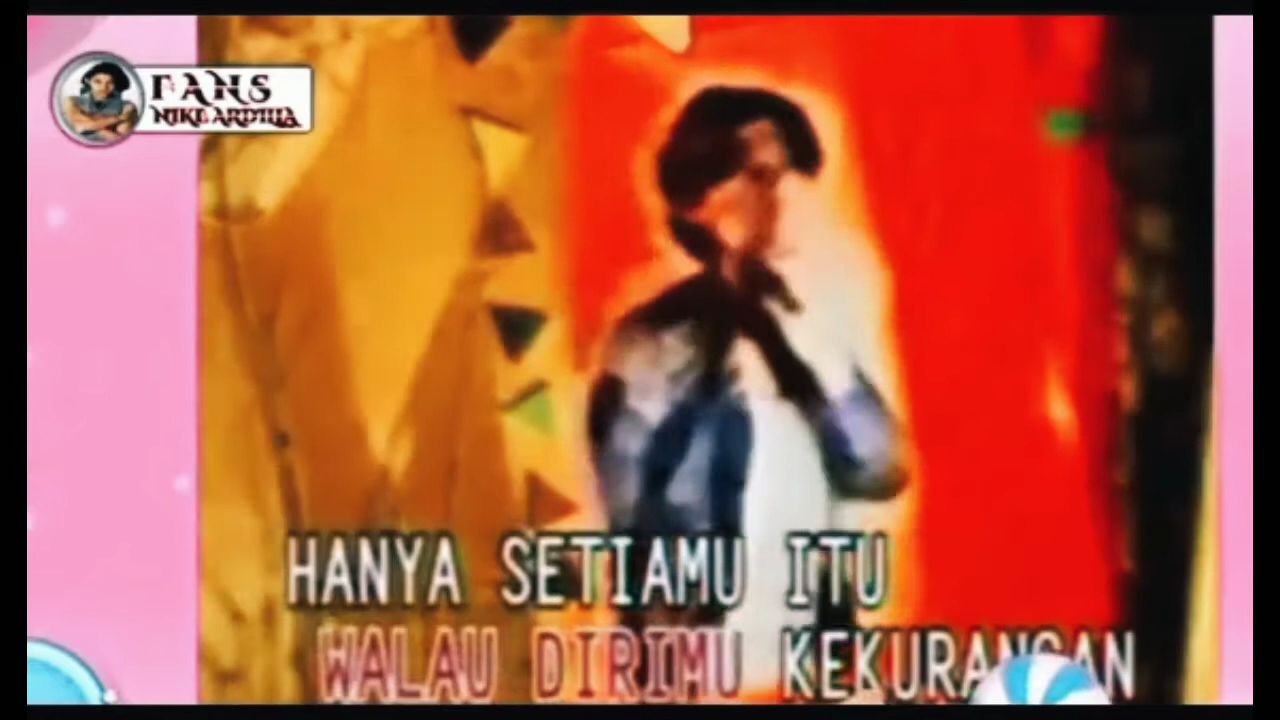 FANS
NIKE ARDILLA
HANYA SETIAMU ITU
WALAU DIRIMU KEKURANGAN